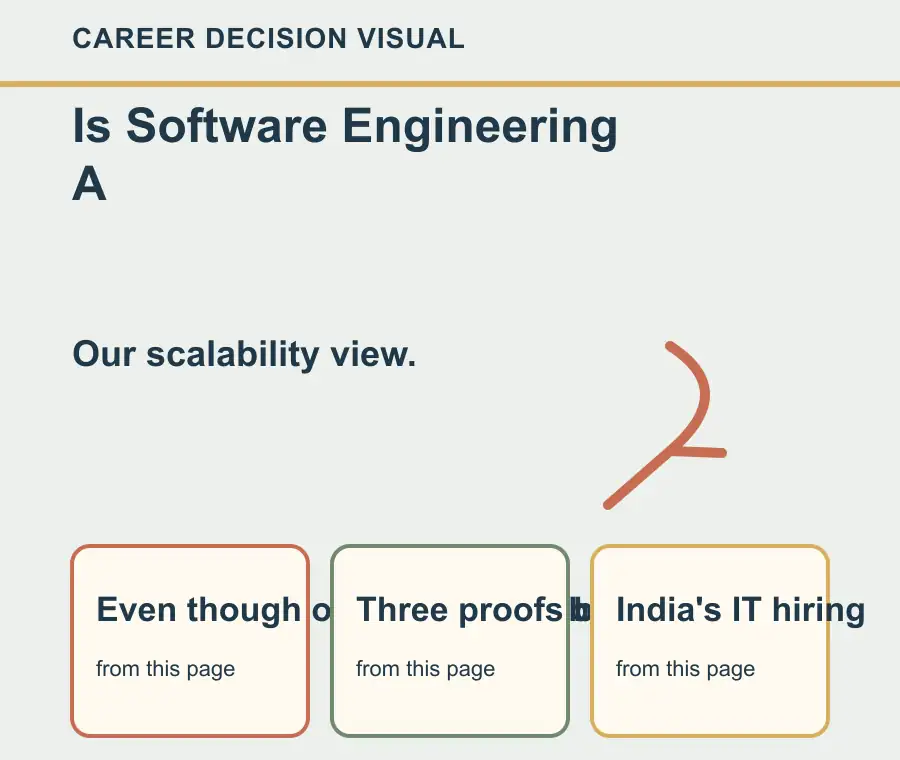 CAREER DECISION VISUAL
Is Software Engineering
A
Our scalability view.
Even though o
Three proofs b
India's IT hiring
from this page
from this page
from this page